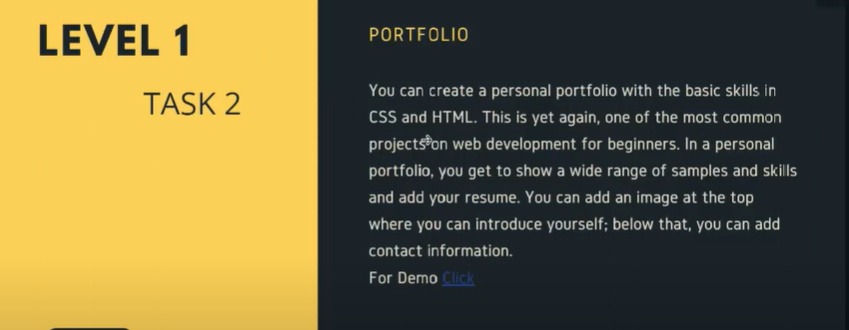 LEVEL 1
TASK 2
PORTFOLIO
You can create a personal portfolio with the basic skills in
CSS and HTML. This is yet again, one of the most common
projects on web development for beginners. In a personal
portfolio, you get to show a wide range of samples and skills
and add your resume. You can add an image at the top
where you can introduce yourself; below that, you can add
contact information.
For Demo Click